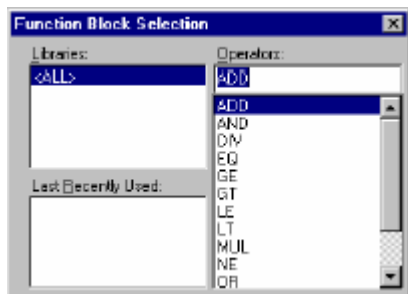 Function Block Selection
Libraries:
<ALL>
Last Recently Used:
Operators:
ADD
ADD
AND
DIV
EQ
GE
GT
LE
LT
MUL
NE
OR